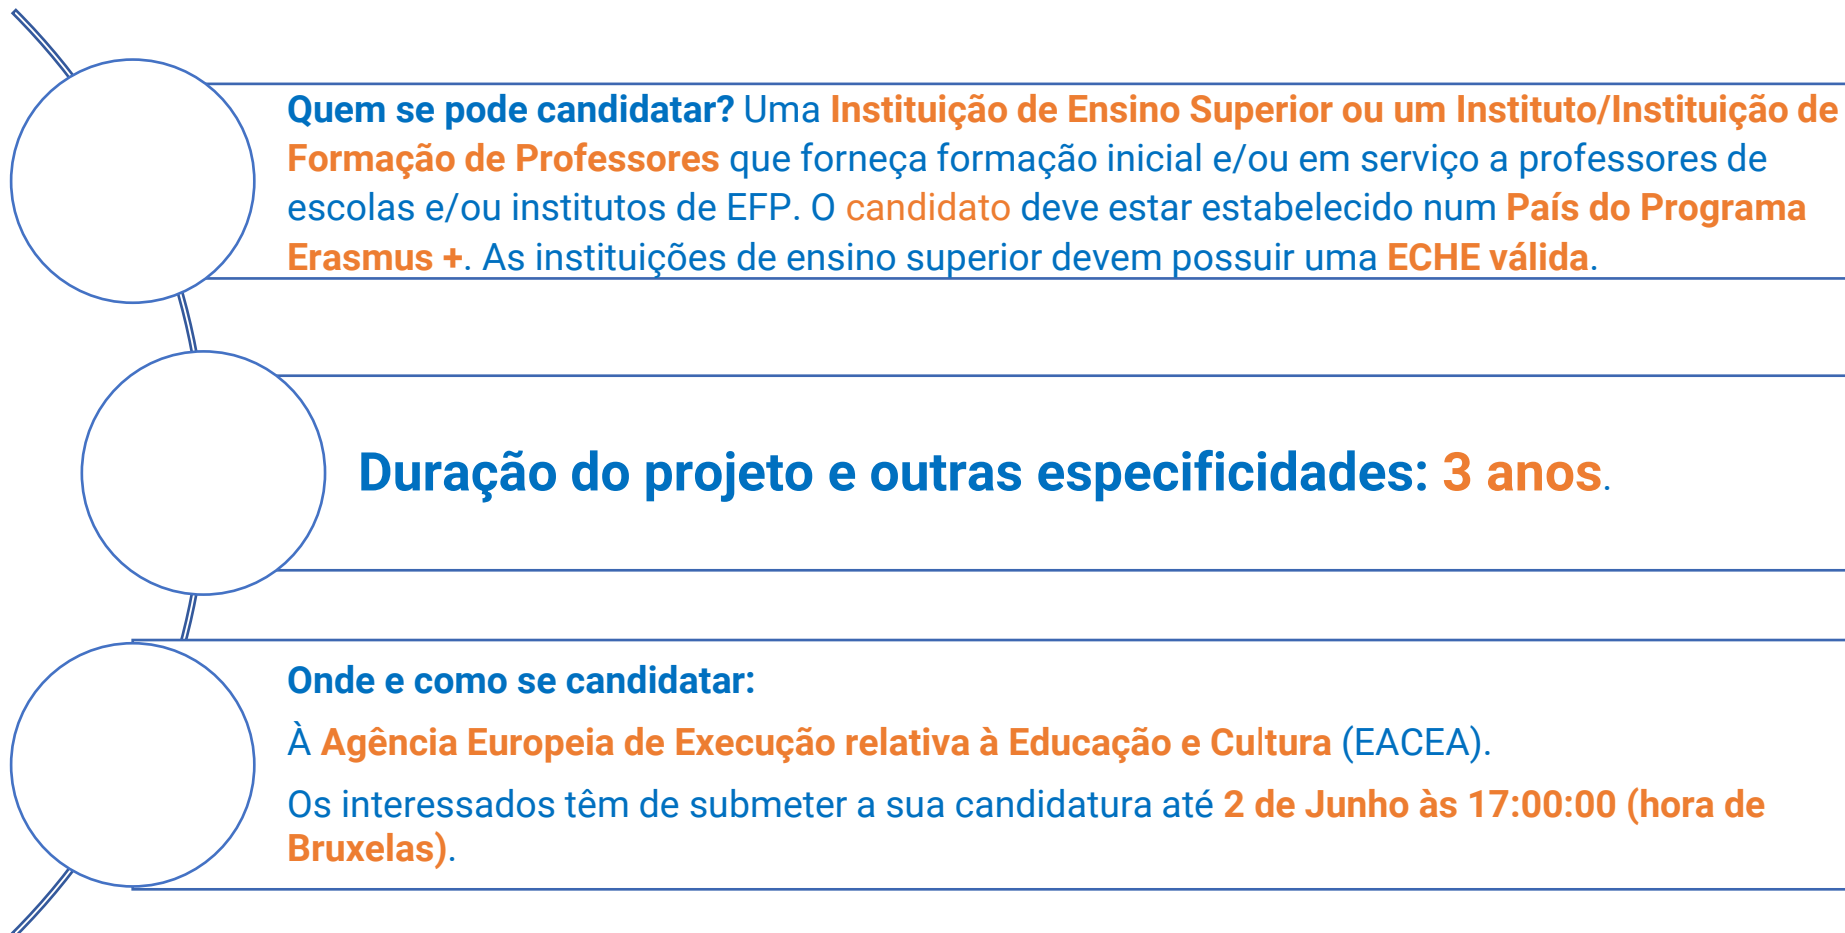 Quem se pode candidatar? Uma Instituição de Ensino Superior ou um Instituto/Instituição de
Formação de Professores que forneça formação inicial e/ou em serviço a professores de
escolas e/ou institutos de EFP. O candidato deve estar estabelecido num País do Programa
Erasmus +. As instituições de ensino superior devem possuir uma ECHE válida.
Duração do projeto e outras especificidades: 3 anos.
Onde e como se candidatar:
À Agência Europeia de Execução relativa à Educação e Cultura (EACEA).
Os interessados têm de submeter a sua candidatura até 2 de Junho às 17:00:00 (hora de
Bruxelas).